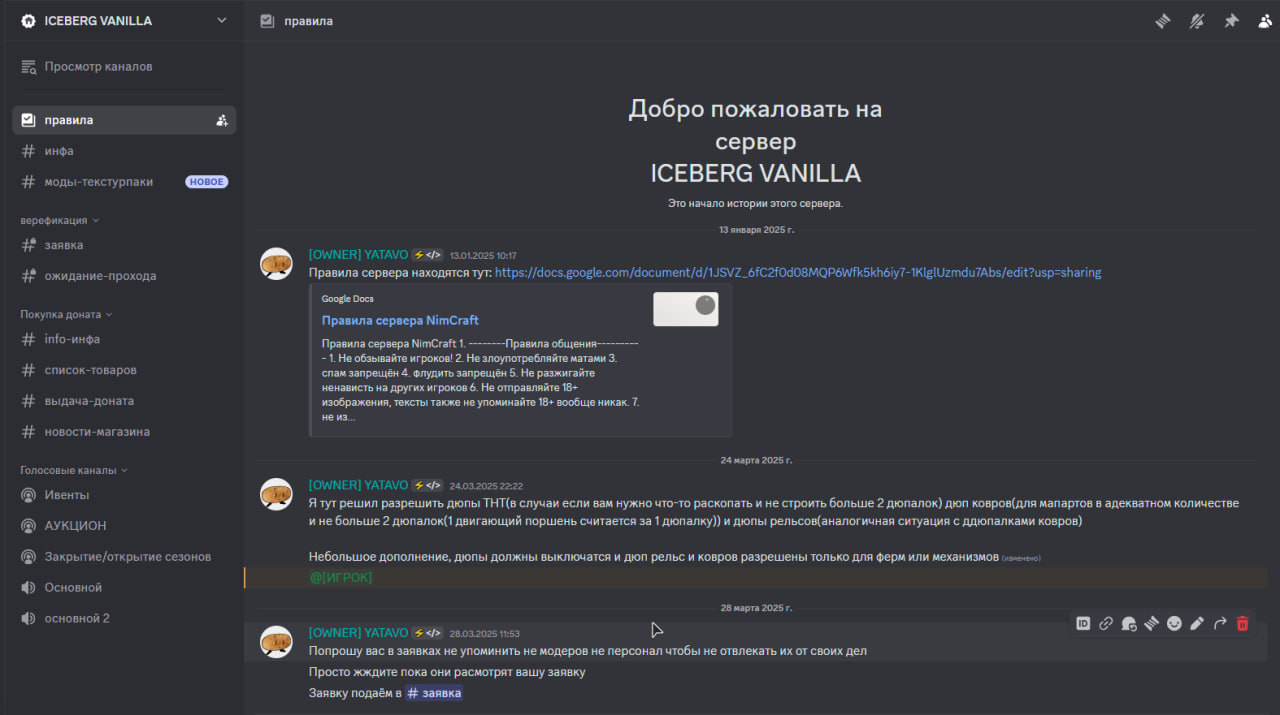 ICEBERG VANILLA
Просмотр каналов
правила
инфа
моды-текстурпаки
НОВОЕ
верефикация
заявка
ожидание-прохода
Покупка доната
info-инфа
список-товаров
выдача-доната
новости-магазина
Голосовые каналы
Ивенты
АУКЦИОН
Закрытие/открытие сезонов
Основной
основной 2
правила
Добро пожаловать на
сервер
ICEBERG VANILLA
Это начало истории этого сервера.
13 января 2025 г.
[OWNER] YATAVO ⚡</> 13.01.2025 10:17
Правила сервера находятся тут: https://docs.google.com/document/d/1JSVZ_6fC2f0d08MQP6Wfk5kh6iy7-1KlglUzmdu7Abs/edit?usp=sharing
Google Docs
Правила сервера NimCraft
Правила сервера NimCraft 1. --------Правила общения---------
- 1. Не обзывайте игроков! 2. Не злоупотребляйте матами 3.
спам запрещён 4. флудить запрещён 5. Не разжигайте
ненависть на других игроков 6. Не отправляйте 18+
изображения, тексты также не упоминайте 18+ вообще никак. 7.
не из...
24 марта 2025 г.
[OWNER] YATAVO ⚡</> 24.03.2025 22:22
Я тут решил разрешить дюпы ТНТ(в случаи если вам нужно что-то раскопать и не строить больше 2 дюпалок) дюп ковров(для мапартов в адекватном количестве
и не больше 2 дюпалок(1 двигающий поршень считается за 1 дюпалку)) и дюпы рельсов(аналогичная ситуация с ддюпалками ковров)
Небольшое дополнение, дюпы должны выключатся и дюп рельс и ковров разрешены только для ферм или механизмов (изменено)
@[ИГРОК]
28 марта 2025 г.
[OWNER] YATAVO ⚡</> 28.03.2025 11:53
Попрошу вас в заявках не упоминить не модеров не персонал чтобы не отвлекать их от своих дел
Просто жждите пока они расмотрят вашу заявку
Заявку подаём в # заявка
ID